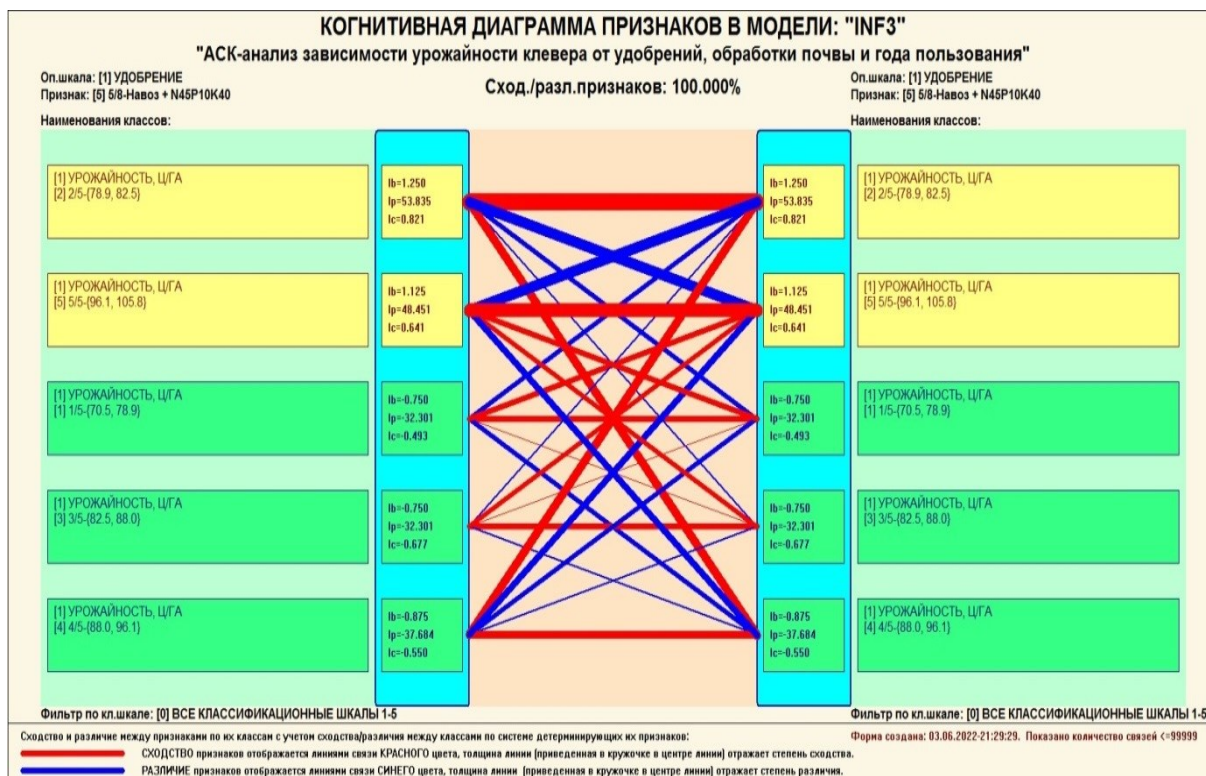 КОГНИТИВНАЯ ДИАГРАММА ПРИЗНАКОВ В МОДЕЛИ: "INF3"
"АСК-анализ зависимости урожайности клевера от удобрений, обработки почвы и года пользования"
Оп.шкала: [1] УДОБРЕНИЕ
Признак: [5] 5/8-Навоз + N45P10K40
Наименования классов:
Сход./разл.признаков: 100.000%
Оп.шкала: [1] УДОБРЕНИЕ
Признак: [5] 5/8-Навоз + N45P10K40
Наименования классов:
[1] УРОЖАЙНОСТЬ, Ц/ГА
[2] 2/5-{78.9, 82.5}
Ib=1.250
Ip=53.835
Ic=0.821
Ib=1.250
Ip=53.835
Ic=0.821
[1] УРОЖАЙНОСТЬ, Ц/ГА
[2] 2/5-{78.9, 82.5}
[1] УРОЖАЙНОСТЬ, Ц/ГА
[5] 5/5-{96.1, 105.8}
Ib=1.125
Ip=48.451
Ic=0.641
Ib=1.125
Ip=48.451
Ic=0.641
[1] УРОЖАЙНОСТЬ, Ц/ГА
[5] 5/5-{96.1, 105.8}
[1] УРОЖАЙНОСТЬ, Ц/ГА
[1] 1/5-{70.5, 78.9}
Ib=-0.750
Ip=-32.301
Ic=-0.493
Ib=-0.750
Ip=-32.301
Ic=-0.493
[1] УРОЖАЙНОСТЬ, Ц/ГА
[1] 1/5-{70.5, 78.9}
[1] УРОЖАЙНОСТЬ, Ц/ГА
[3] 3/5-{82.5, 88.0}
Ib=-0.750
Ip=-32.301
Ic=-0.677
Ib=-0.750
Ip=-32.301
Ic=-0.677
[1] УРОЖАЙНОСТЬ, Ц/ГА
[3] 3/5-{82.5, 88.0}
[1] УРОЖАЙНОСТЬ, Ц/ГА
[4] 4/5-{88.0, 96.1}
Ib=-0.875
Ip=-37.684
Ic=-0.550
Ib=-0.875
Ip=-37.684
Ic=-0.550
[1] УРОЖАЙНОСТЬ, Ц/ГА
[4] 4/5-{88.0, 96.1}
Фильтр по кл.шкале: [0] ВСЕ КЛАССИФИКАЦИОННЫЕ ШКАЛЫ 1-5
Фильтр по кл.шкале: [0] ВСЕ КЛАССИФИКАЦИОННЫЕ ШКАЛЫ 1-5
Сходство и различие между признаками по их классам с учетом сходства/различия между классами по системе детерминирующих их признаков:
Форма создана: 03.06.2022-21:29:29. Показано количество связей <=99999
СХОДСТВО признаков отображается линиями связи КРАСНОГО цвета, толщина линии (приведенная в кружочке в центре линии) отражает степень сходства.
РАЗЛИЧИЕ признаков отображается линиями связи СИНЕГО цвета, толщина линии (приведенная в кружочке в центре линии) отражает степень различия.